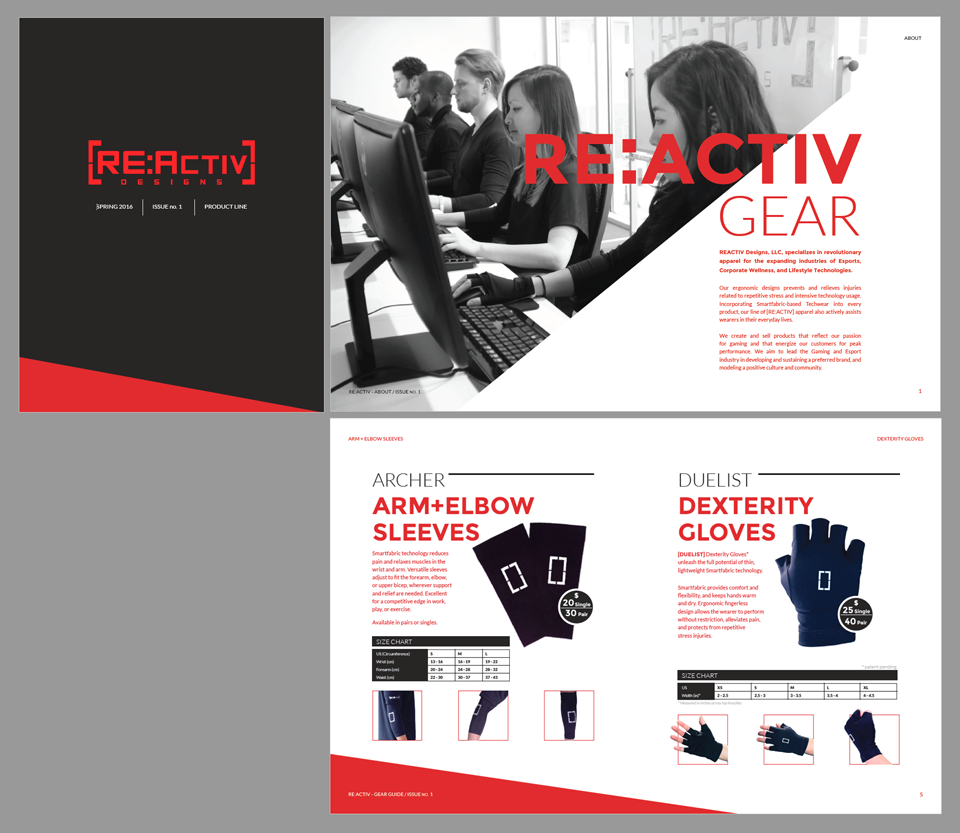 [RE:ACTIV]
DESIGNS
SPRING 2016 ISSUE no. 1 PRODUCT LINE
ABOUT
RE:ACTIV
GEAR
REACTIV Designs, LLC, specializes in revolutionary
apparel for the expanding industries of Esports,
Corporate Wellness, and Lifestyle Technologies.
Our ergonomic designs prevents and relieves injuries
related to repetitive stress and intensive technology usage.
Incorporating Smartfabric-based Techwear into every
product, our line of [RE:ACTIV] apparel also actively assists
wearers in their everyday lives.
We create and sell products that reflect our passion
for gaming and that energize our customers for peak
performance. We aim to lead the Gaming and Esport
industry in developing and sustaining a preferred brand, and
modeling a positive culture and community.
RE:ACTIV - ABOUT / ISSUE NO. 1
1
ARM + ELBOW SLEEVES
DEXTERITY GLOVES
ARCHER
ARM+ELBOW
SLEEVES
Smartfabric technology reduces
pain and relaxes muscles in the
wrist and arm. Versatile sleeves
adjust to fit the forearm, elbow,
or upper bicep, wherever support
and relief are needed. Excellent
for a competitive edge in work,
play, or exercise.
Available in pairs or singles.
$
20 Single
30 Pair
SIZE CHART
US (Circumference) S M L
Wrist (cm) 13 - 16 16 - 19 19 - 22
Forearm (cm) 20 - 24 24 - 28 28 - 32
Waist (cm) 22 - 30 30 - 37 37 - 43
DUELIST
DEXTERITY
GLOVES
[DUELIST] Dexterity Gloves*
unleash the full potential of thin,
lightweight Smartfabric technology.
Smartfabric provides comfort and
flexibility, and keeps hands warm
and dry. Ergonomic fingerless
design allows the wearer to perform
without restriction, alleviates pain,
and protects from repetitive
stress injuries.
$
25 Single
40 Pair
* patent pending
SIZE CHART
US XS S M L XL
Width (in)* 2 - 2.5 2.5 - 3 3 - 3.5 3.5 - 4 4 - 4.5
* Measured in inches across top knuckles
RE:ACTIV - GEAR GUIDE / ISSUE NO. 1
5